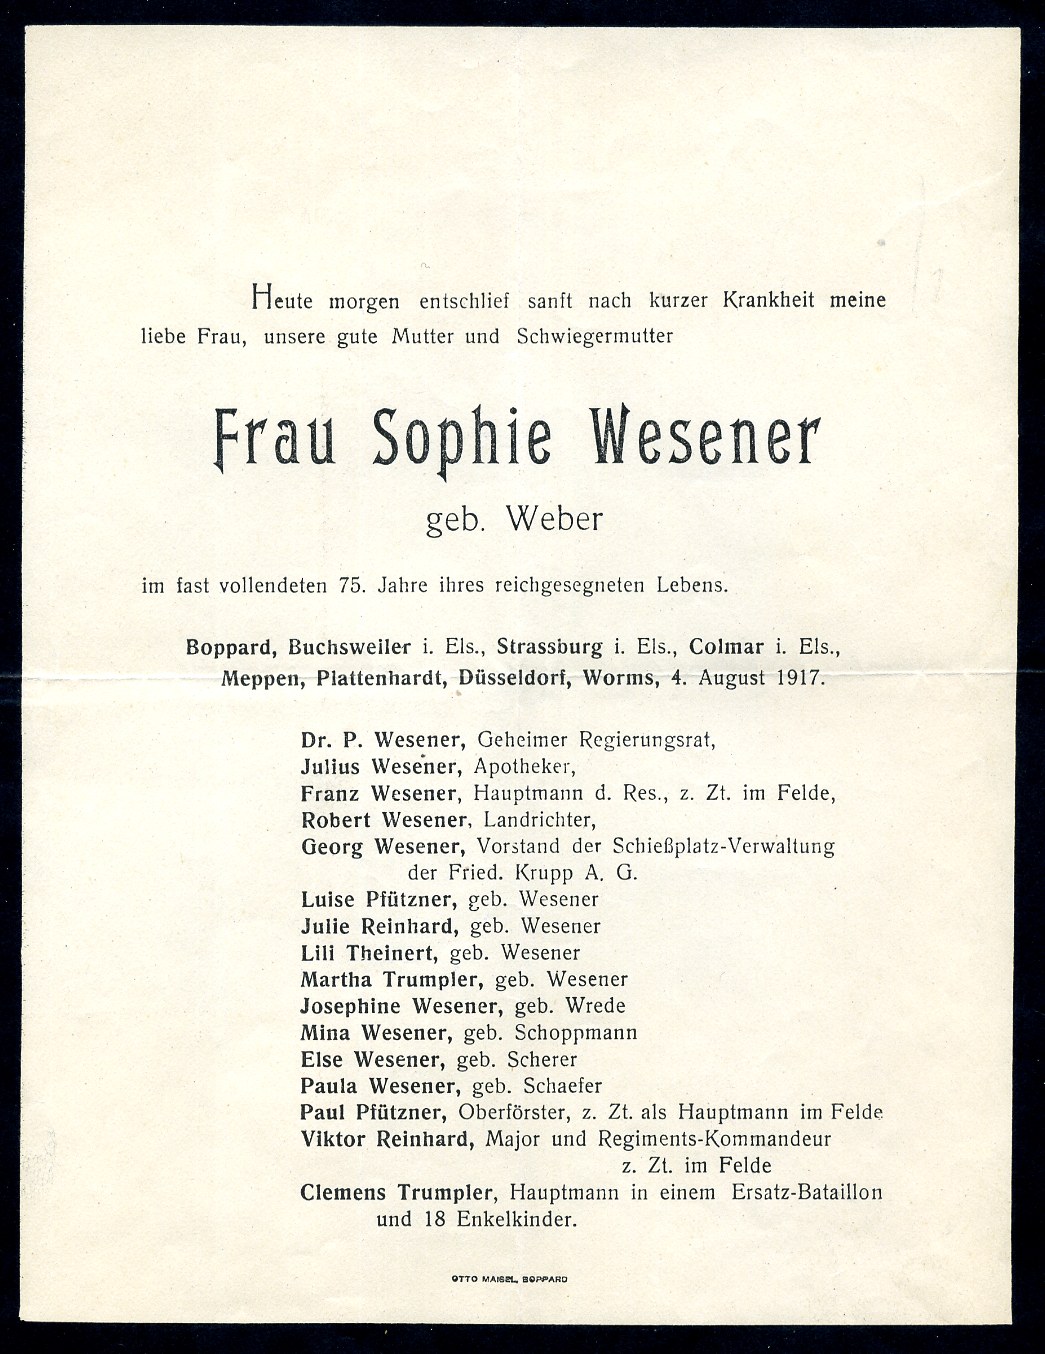 Heute morgen entschlief sanft nach kurzer Krankheit meine
liebe Frau, unsere gute Mutter und Schwiegermutter
Frau Sophie Wesener
geb. Weber
im fast vollendeten 75. Jahre ihres reichgesegneten Lebens.
Boppard, Buchsweiler i. Els., Strassburg i. Els., Colmar i. Els.,
Meppen, Plattenhardt, Düsseldorf, Worms, 4. August 1917.
Dr. P. Wesener, Geheimer Regierungsrat,
Julius Wesener, Apotheker,
Franz Wesener, Hauptmann d. Res., z. Zt. im Felde,
Robert Wesener, Landrichter,
Georg Wesener, Vorstand der Schießplatz-Verwaltung
der Fried. Krupp A. G.
Luise Pfützner, geb. Wesener
Julie Reinhard, geb. Wesener
Lili Theinert, geb. Wesener
Martha Trumpler, geb. Wesener
Josephine Wesener, geb. Wrede
Mina Wesener, geb. Schoppmann
Else Wesener, geb. Scherer
Paula Wesener, geb. Schaefer
Paul Pfützner, Oberförster, z. Zt. als Hauptmann im Felde
Viktor Reinhard, Major und Regiments-Kommandeur
z. Zt. im Felde
Clemens Trumpler, Hauptmann in einem Ersatz-Bataillon
und 18 Enkelkinder.
OTTO MAISEL, BOPPARD